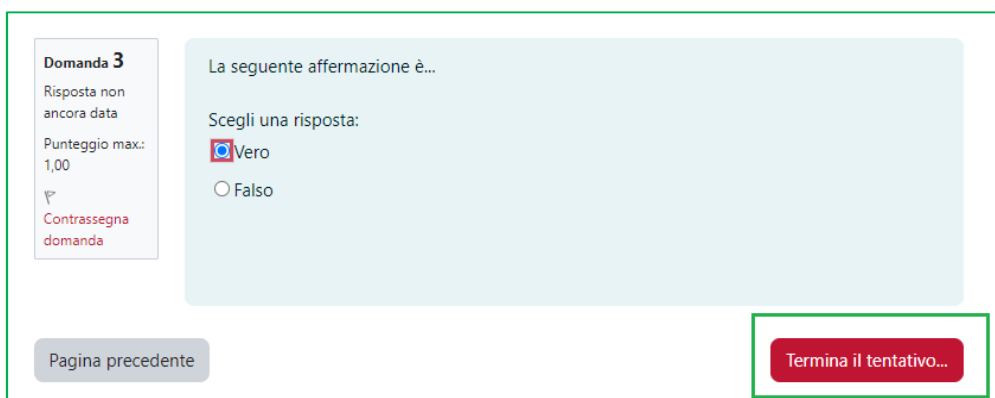 Domanda 3
Risposta non
ancora data
Punteggio max.:
1,00
Contrassegna
domanda
La seguente affermazione è...
Scegli una risposta:
Vero
Falso
Pagina precedente
Termina il tentativo...